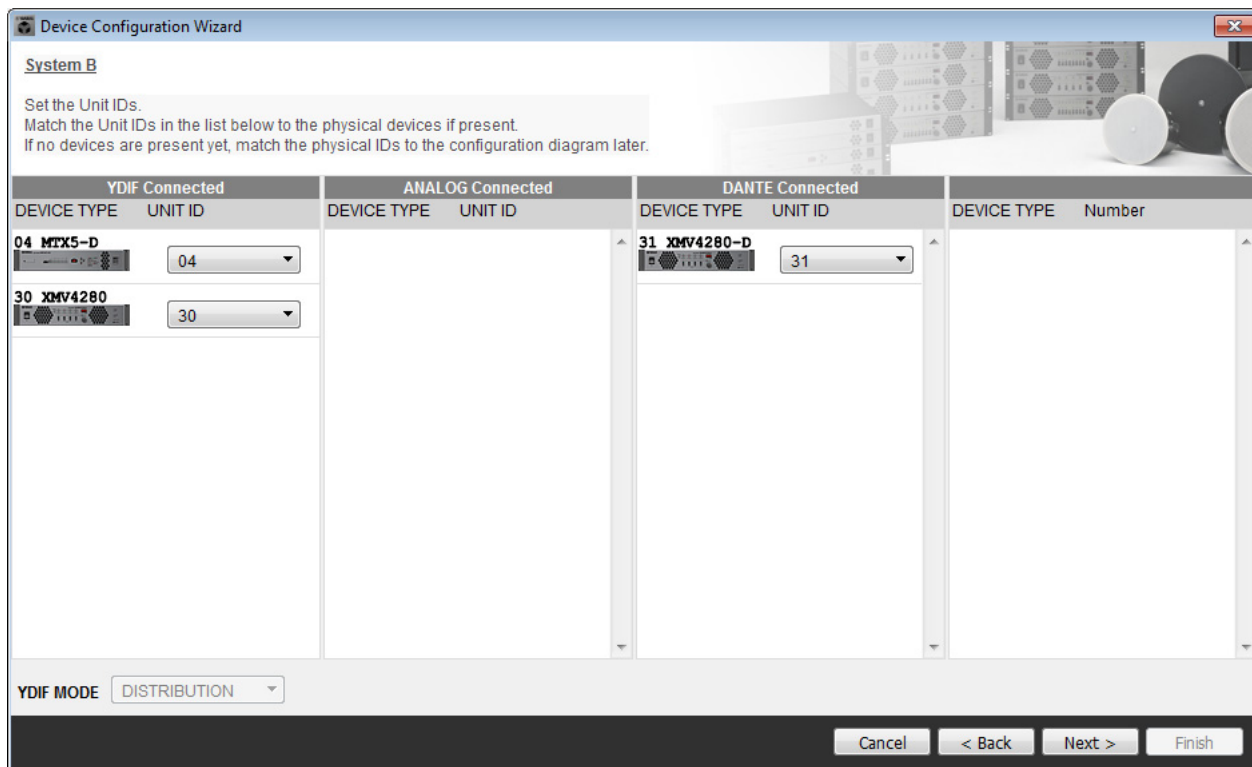 Device Configuration Wizard
System B
Set the Unit IDs.
Match the Unit IDs in the list below to the physical devices if present.
If no devices are present yet, match the physical IDs to the configuration diagram later.
YDIF Connected
DEVICE TYPE UNIT ID
04 MTX5-D
04
30 XMV4280
30
ANALOG Connected
DEVICE TYPE UNIT ID
DANTE Connected
DEVICE TYPE UNIT ID
31 XMV4280-D
31
DEVICE TYPE Number
YDIF MODE DISTRIBUTION
Cancel < Back Next > Finish